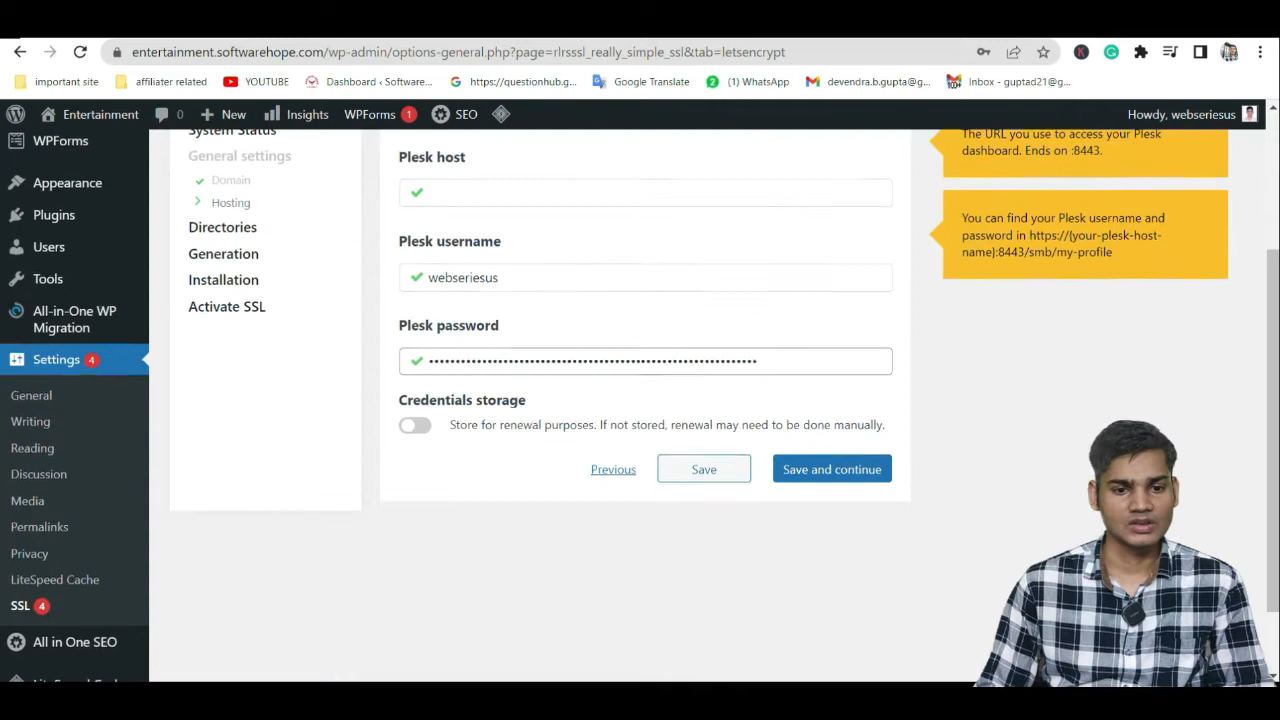 entertainment.softwarehope.com/wp-admin/options-general.php?page=rlrsssl_really_simple_ssl&tab=letsencrypt
important site
affiliater related
YOUTUBE
Dashboard ‹ Software...
https://questionhub.g...
Google Translate
(1) WhatsApp
devendra.b.gupta@g...
Inbox - guptad21@g...
Entertainment
0
New
Insights
WPForms 1
SEO
Howdy, webseriesus
WPForms
Appearance
Plugins
Users
Tools
All-in-One WP
Migration
Settings 4
General
Writing
Reading
Discussion
Media
Permalinks
Privacy
LiteSpeed Cache
SSL 4
All in One SEO
System Status
General settings
Domain
Hosting
Directories
Generation
Installation
Activate SSL
Plesk host
Plesk username
webseriesus
Plesk password
Credentials storage
Store for renewal purposes. If not stored, renewal may need to be done manually.
Previous
Save
Save and continue
The URL you use to access your Plesk
dashboard. Ends on :8443.
You can find your Plesk username and
password in https://{your-plesk-host-
name}:8443/smb/my-profile